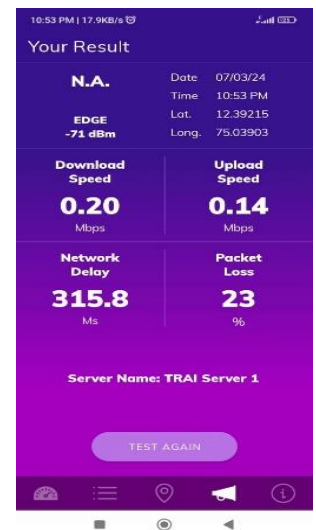 10:53 PM | 17.9KB/s
Your Result
N.A.
EDGE
-71 dBm
Date 07/03/24
Time 10:53 PM
Lat. 12.39215
Long. 75.03903
Download Speed
0.20
Mbps
Upload Speed
0.14
Mbps
Network Delay
315.8
Ms
Packet Loss
23
%
Server Name: TRAI Server 1
TEST AGAIN